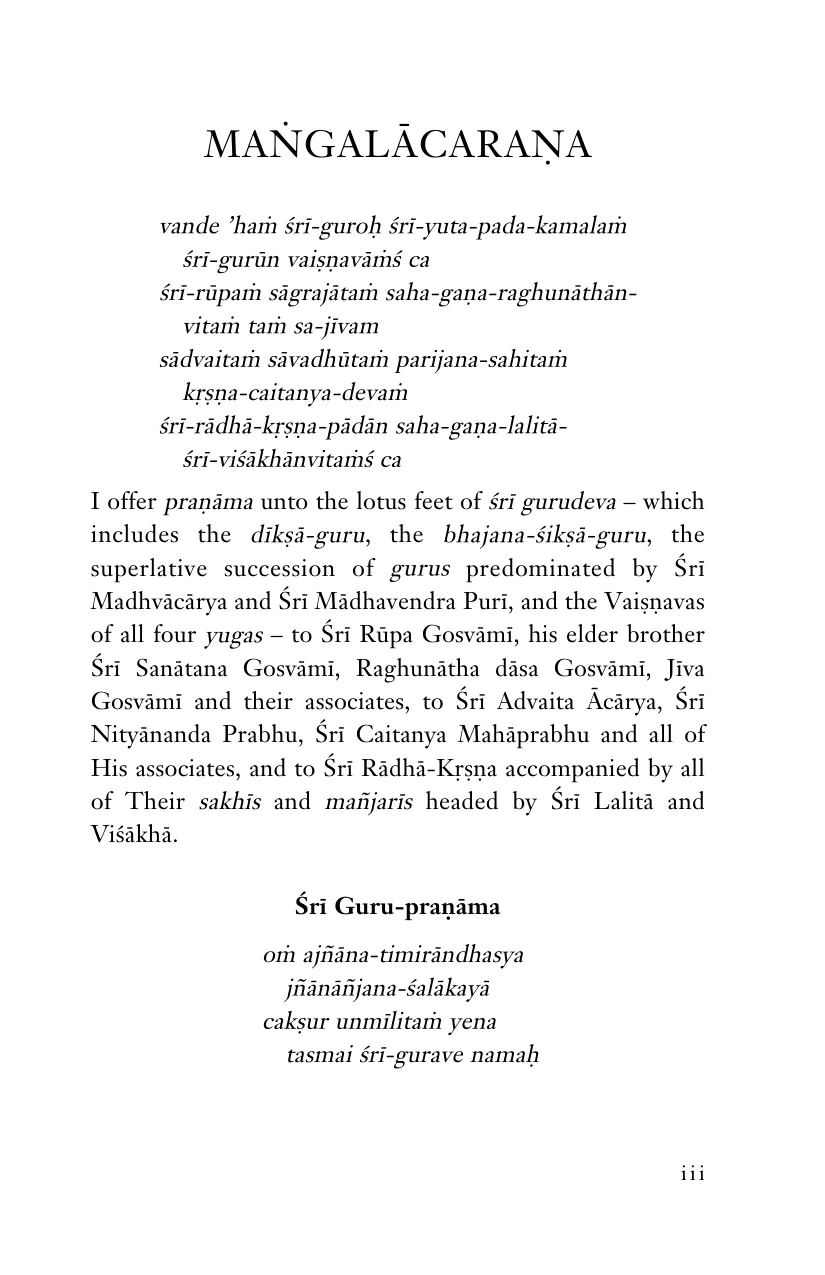 MAṄGALĀCARAṆA
vande ’haṁ śrī-guroḥ śrī-yuta-pada-kamalaṁ
śrī-gurūn vaiṣṇavāṁś ca
śrī-rūpaṁ sāgrajātaṁ saha-gaṇa-raghunāthān-
vitaṁ taṁ sa-jīvam
sādvaitaṁ sāvadhūtaṁ parijana-sahitaṁ
kṛṣṇa-caitanya-devaṁ
śrī-rādhā-kṛṣṇa-pādān saha-gaṇa-lalitā-
śrī-viśākhānvitaṁś ca
I offer praṇāma unto the lotus feet of śrī gurudeva – which
includes the dīkṣā-guru, the bhajana-śikṣā-guru, the
superlative succession of gurus predominated by Śrī
Madhvācārya and Śrī Mādhavendra Purī, and the Vaiṣṇavas
of all four yugas – to Śrī Rūpa Gosvāmī, his elder brother
Śrī Sanātana Gosvāmī, Raghunātha dāsa Gosvāmī, Jīva
Gosvāmī and their associates, to Śrī Advaita Ācārya, Śrī
Nityānanda Prabhu, Śrī Caitanya Mahāprabhu and all of
His associates, and to Śrī Rādhā-Kṛṣṇa accompanied by all
of Their sakhīs and mañjarīs headed by Śrī Lalitā and
Viśākhā.
Śrī Guru-praṇāma
oṁ ajñāna-timirāndhasya
jñānāñjana-śalākayā
cakṣur unmīlitaṁ yena
tasmai śrī-gurave namaḥ
iii